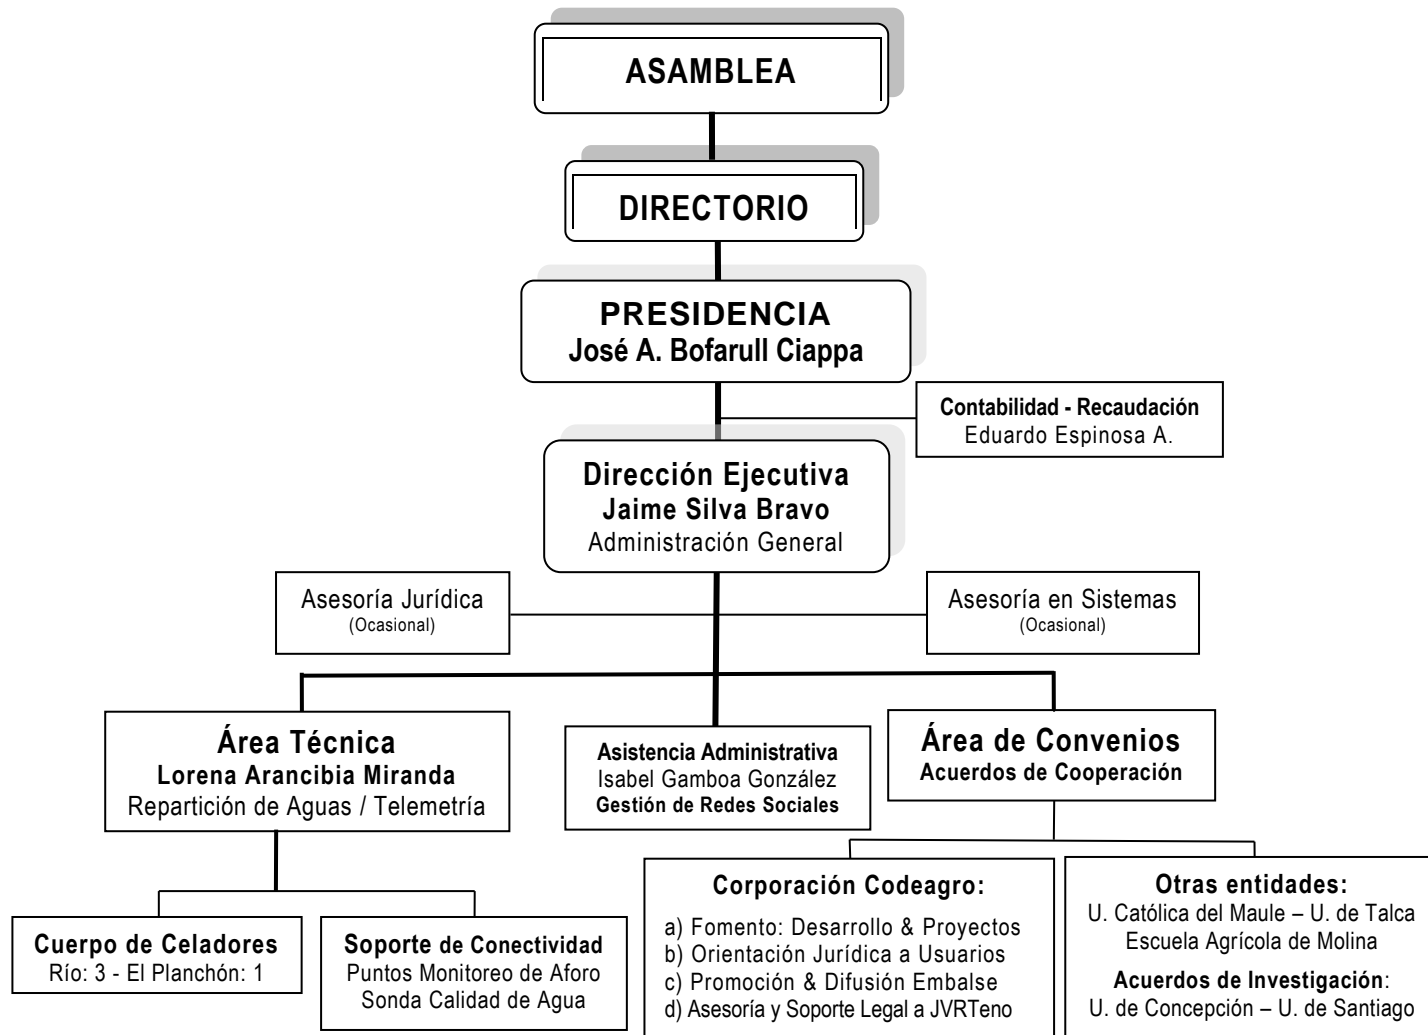 ASAMBLEA
DIRECTORIO
PRESIDENCIA
José A. Bofarull Ciappa
Contabilidad - Recaudación
Eduardo Espinosa A.
Dirección Ejecutiva
Jaime Silva Bravo
Administración General
Asesoría Jurídica
(Ocasional)
Asesoría en Sistemas
(Ocasional)
Área Técnica
Lorena Arancibia Miranda
Repartición de Aguas / Telemetría
Asistencia Administrativa
Isabel Gamboa González
Gestión de Redes Sociales
Área de Convenios
Acuerdos de Cooperación
Cuerpo de Celadores
Río: 3 - El Planchón: 1
Soporte de Conectividad
Puntos Monitoreo de Aforo
Sonda Calidad de Agua
Corporación Codeagro:
a) Fomento: Desarrollo & Proyectos
b) Orientación Jurídica a Usuarios
c) Promoción & Difusión Embalse
d) Asesoría y Soporte Legal a JVRTeno
Otras entidades:
U. Católica del Maule – U. de Talca
Escuela Agrícola de Molina
Acuerdos de Investigación:
U. de Concepción – U. de Santiago